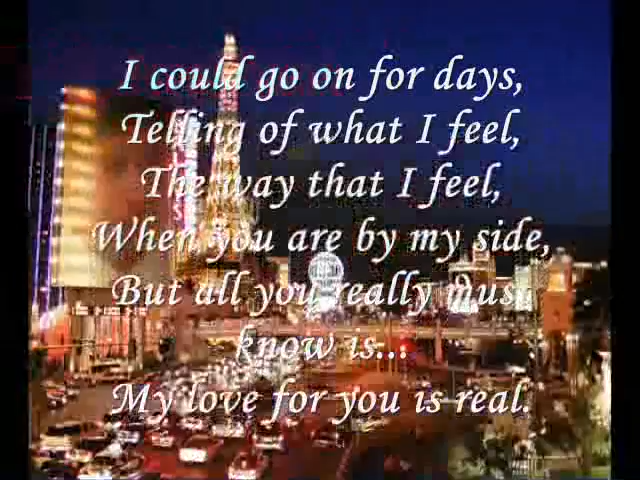 I could go on for days,
Telling of what I feel,
The way that I feel,
When you are by my side,
But all you really must
know is...
My love for you is real.